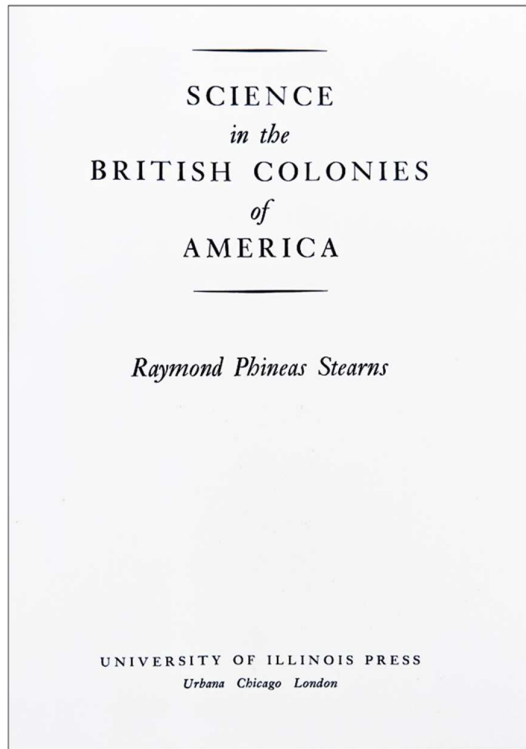 SCIENCE
in the
BRITISH COLONIES
of
AMERICA
Raymond Phineas Stearns
UNIVERSITY OF ILLINOIS PRESS
Urbana Chicago London